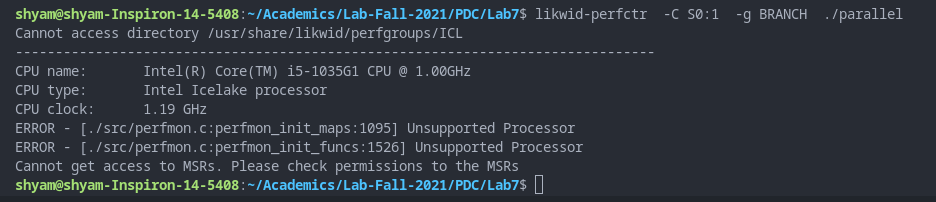 shyam@shyam-Inspiron-14-5408:~/Academics/Lab-Fall-2021/PDC/Lab7$ likwid-perfctr  -C S0:1  -g BRANCH  ./parallel
Cannot access directory /usr/share/likwid/perfgroups/ICL
--------------------------------------------------------------------------------
CPU name:       Intel(R) Core(TM) i5-1035G1 CPU @ 1.00GHz
CPU type:       Intel Icelake processor
CPU clock:      1.19 GHz
ERROR - [./src/perfmon.c:perfmon_init_maps:1095] Unsupported Processor
ERROR - [./src/perfmon.c:perfmon_init_funcs:1526] Unsupported Processor
Cannot get access to MSRs. Please check permissions to the MSRs
shyam@shyam-Inspiron-14-5408:~/Academics/Lab-Fall-2021/PDC/Lab7$